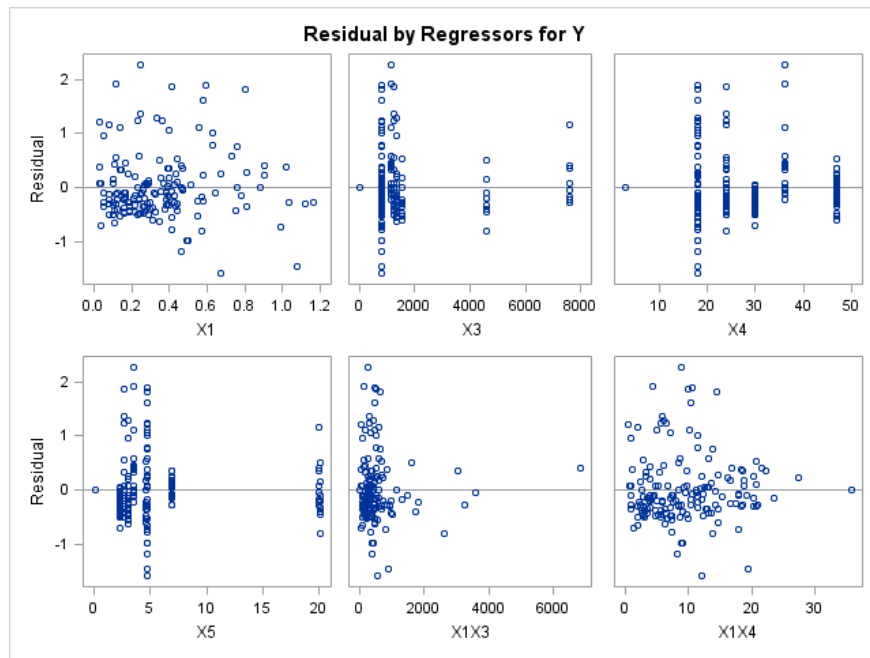 Residual by Regressors for Y
Residual
2
1
0
-1
0.0 0.2 0.4 0.6 0.8 1.0 1.2
X1
0 2000 4000 6000 8000
X3
10 20 30 40 50
X4
Residual
2
1
0
-1
0 5 10 15 20
X5
0 2000 4000 6000
X1X3
0 10 20 30
X1X4